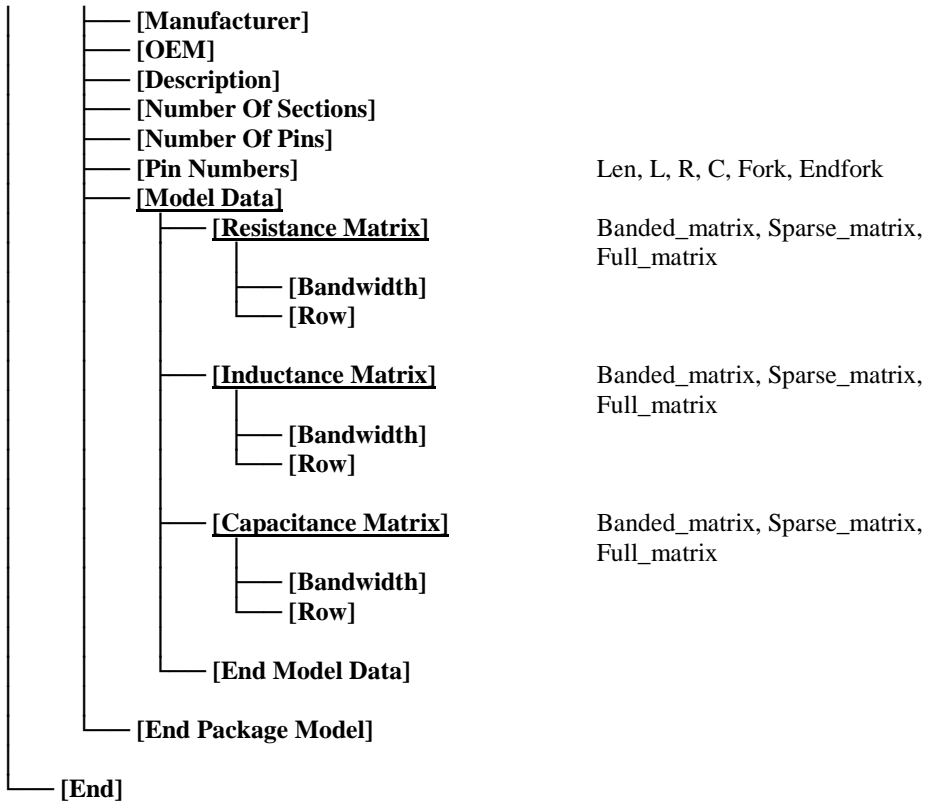 [Manufacturer]
[OEM]
[Description]
[Number Of Sections]
[Number Of Pins]
[Pin Numbers] Len, L, R, C, Fork, Endfork
[Model Data]
[Resistance Matrix] Banded_matrix, Sparse_matrix,
Full_matrix
[Bandwidth]
[Row]
[Inductance Matrix] Banded_matrix, Sparse_matrix,
Full_matrix
[Bandwidth]
[Row]
[Capacitance Matrix] Banded_matrix, Sparse_matrix,
Full_matrix
[Bandwidth]
[Row]
[End Model Data]
[End Package Model]
[End]